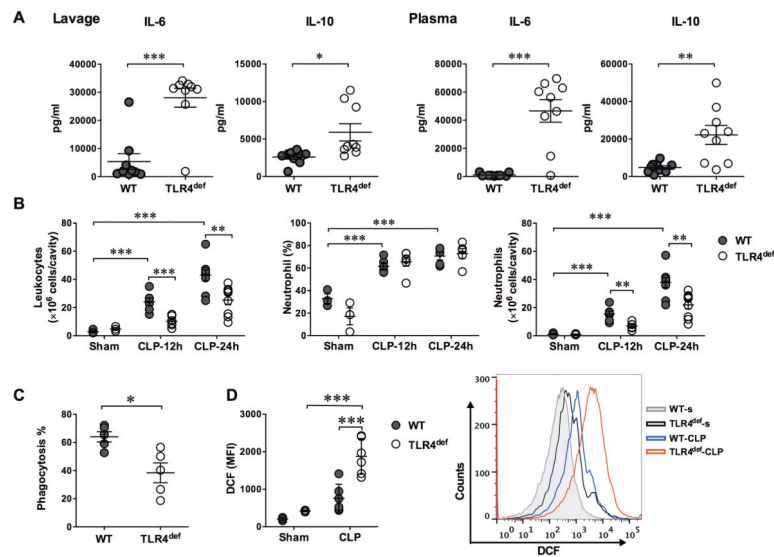 A Lavage Plasma
IL-6 IL-10 IL-6 IL-10
pg/ml
40000
30000
20000
10000
0
***
WT TLR4def
pg/ml
15000
10000
5000
0
*
WT TLR4def
pg/ml
80000
60000
40000
20000
0
***
WT TLR4def
pg/ml
60000
40000
20000
0
**
WT TLR4def
B
Leukocytes
(×10⁶ cells/cavity)
80
60
40
20
0
***
***
***
**
Sham CLP-12h CLP-24h
Neutrophil (%)
100
80
60
40
20
0
***
***
Sham CLP-12h CLP-24h
Neutrophils
(×10⁶ cells/cavity)
80
60
40
20
0
***
***
**
**
Sham CLP-12h CLP-24h
WT
TLR4def
C
Phagocytosis %
100
80
60
40
20
0
*
WT TLR4def
WT
TLR4def
D
DCF (MFI)
3000
2000
1000
0
***
***
Sham CLP
Counts
300
200
100
0
10⁰ 10¹ 10² 10³ 10⁴ 10⁵
DCF
WT-s
TLR4def-s
WT-CLP
TLR4def-CLP